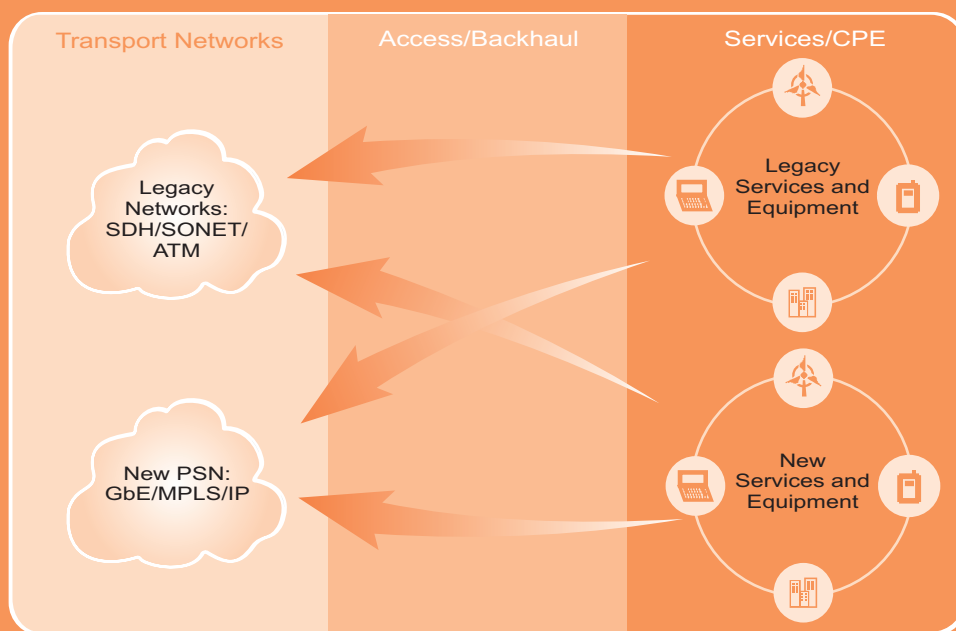 Transport Networks
Access/Backhaul
Services/CPE
Legacy
Networks:
SDH/SONET/
ATM
Legacy
Services and
Equipment
New PSN:
GbE/MPLS/IP
New
Services and
Equipment